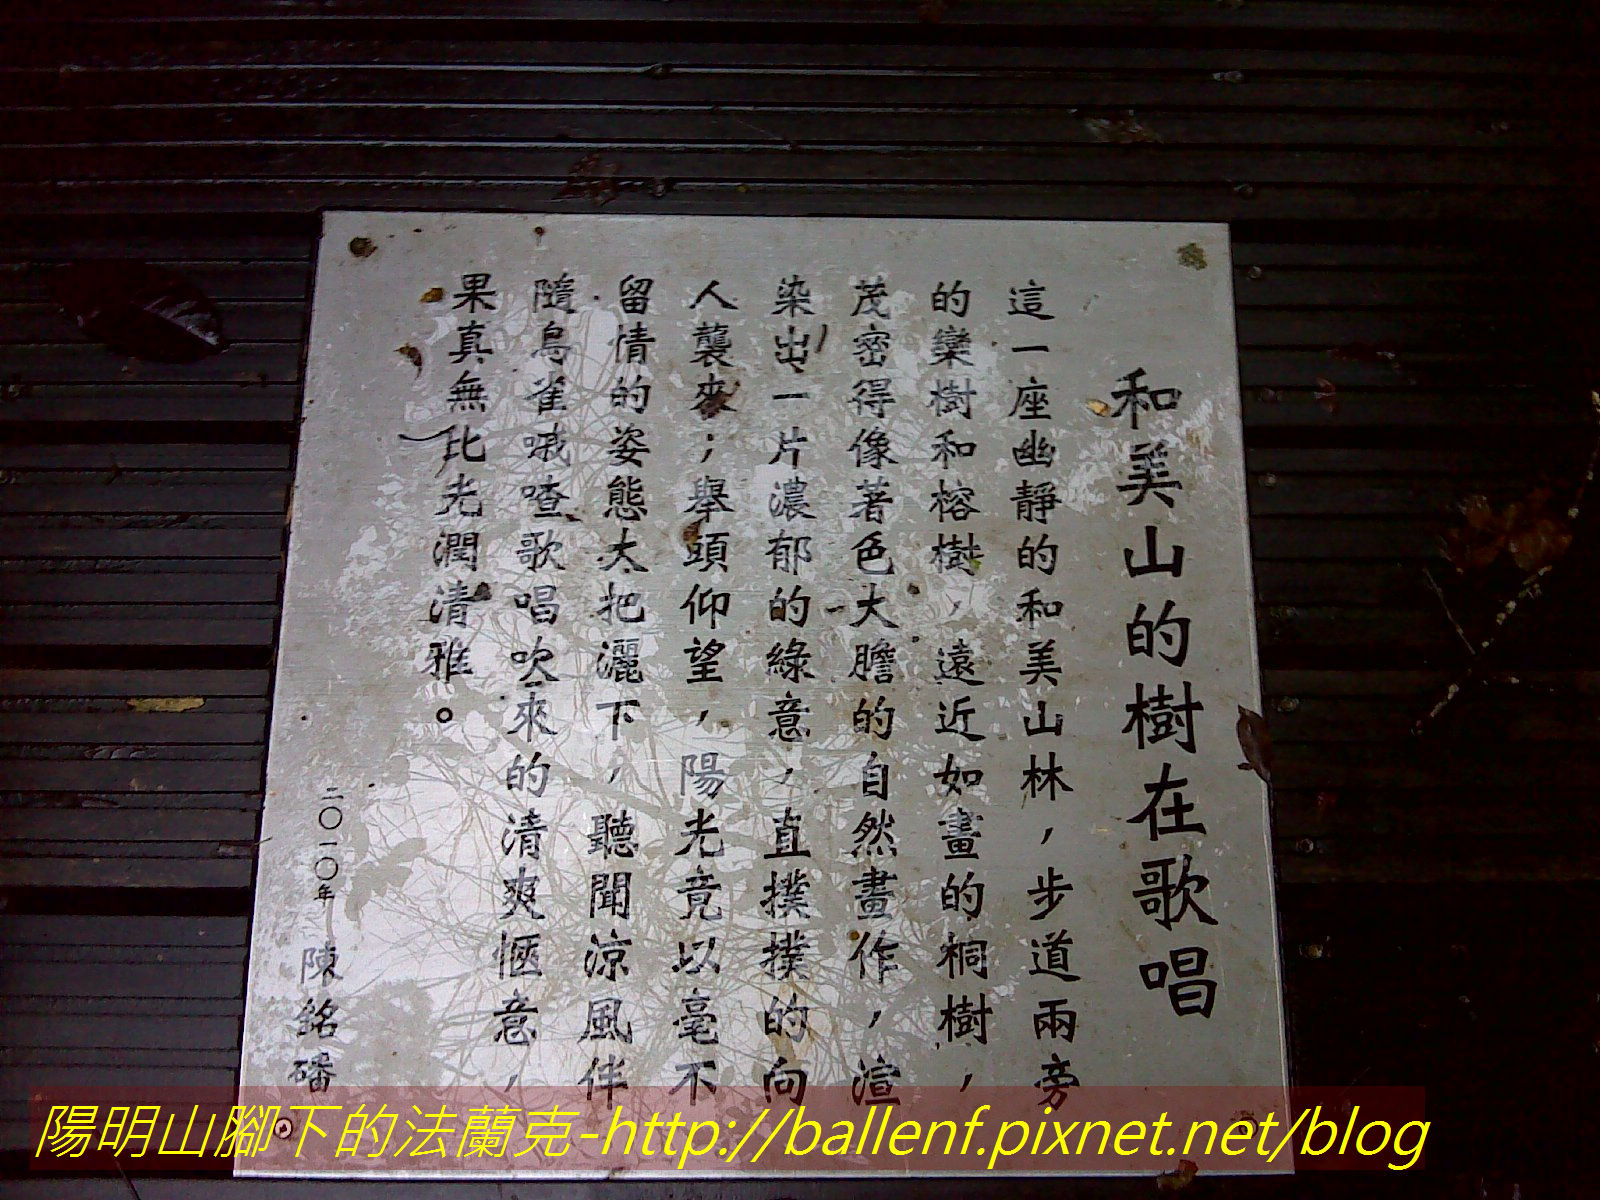 和美山的樹在歌唱
這一座幽靜的和美山林，步道兩旁
的欒樹和榕樹，遠近如畫的桐樹，
茂密得像著色大膽的自然畫作，渲
染出一片濃郁的綠意，直撲撲的向
人襲來；舉頭仰望，陽光竟以毫不
留情的姿態大把灑下，聽聞涼風伴
隨鳥雀哦喳歌唱吹來的清爽愜意，
果真無比光潤清雅。
二〇一〇年 陳銘磻
陽明山腳下的法蘭克-http://ballenf.pixnet.net/blog